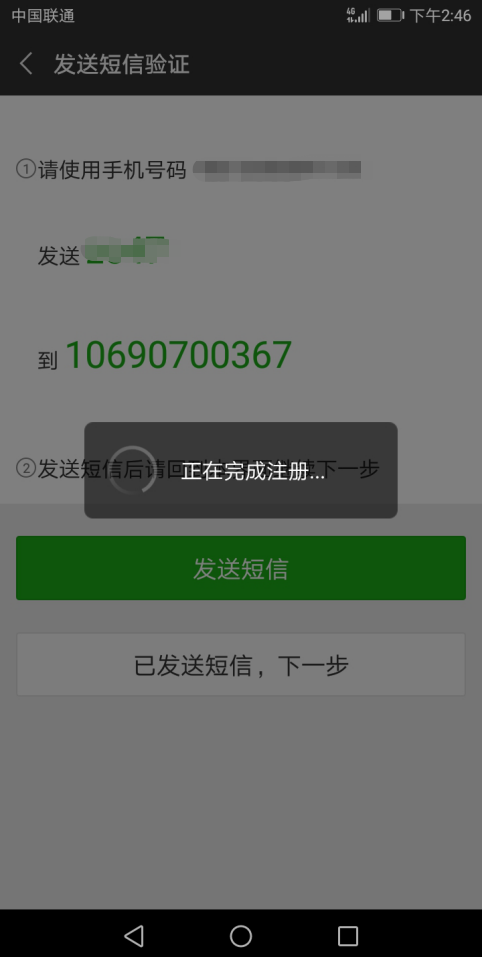 中国联通 4G 下午2:46
发送短信验证
①请使用手机号码
发送
到 10690700367
②发送短信后请回到 下一步
正在完成注册...
发送短信
已发送短信，下一步